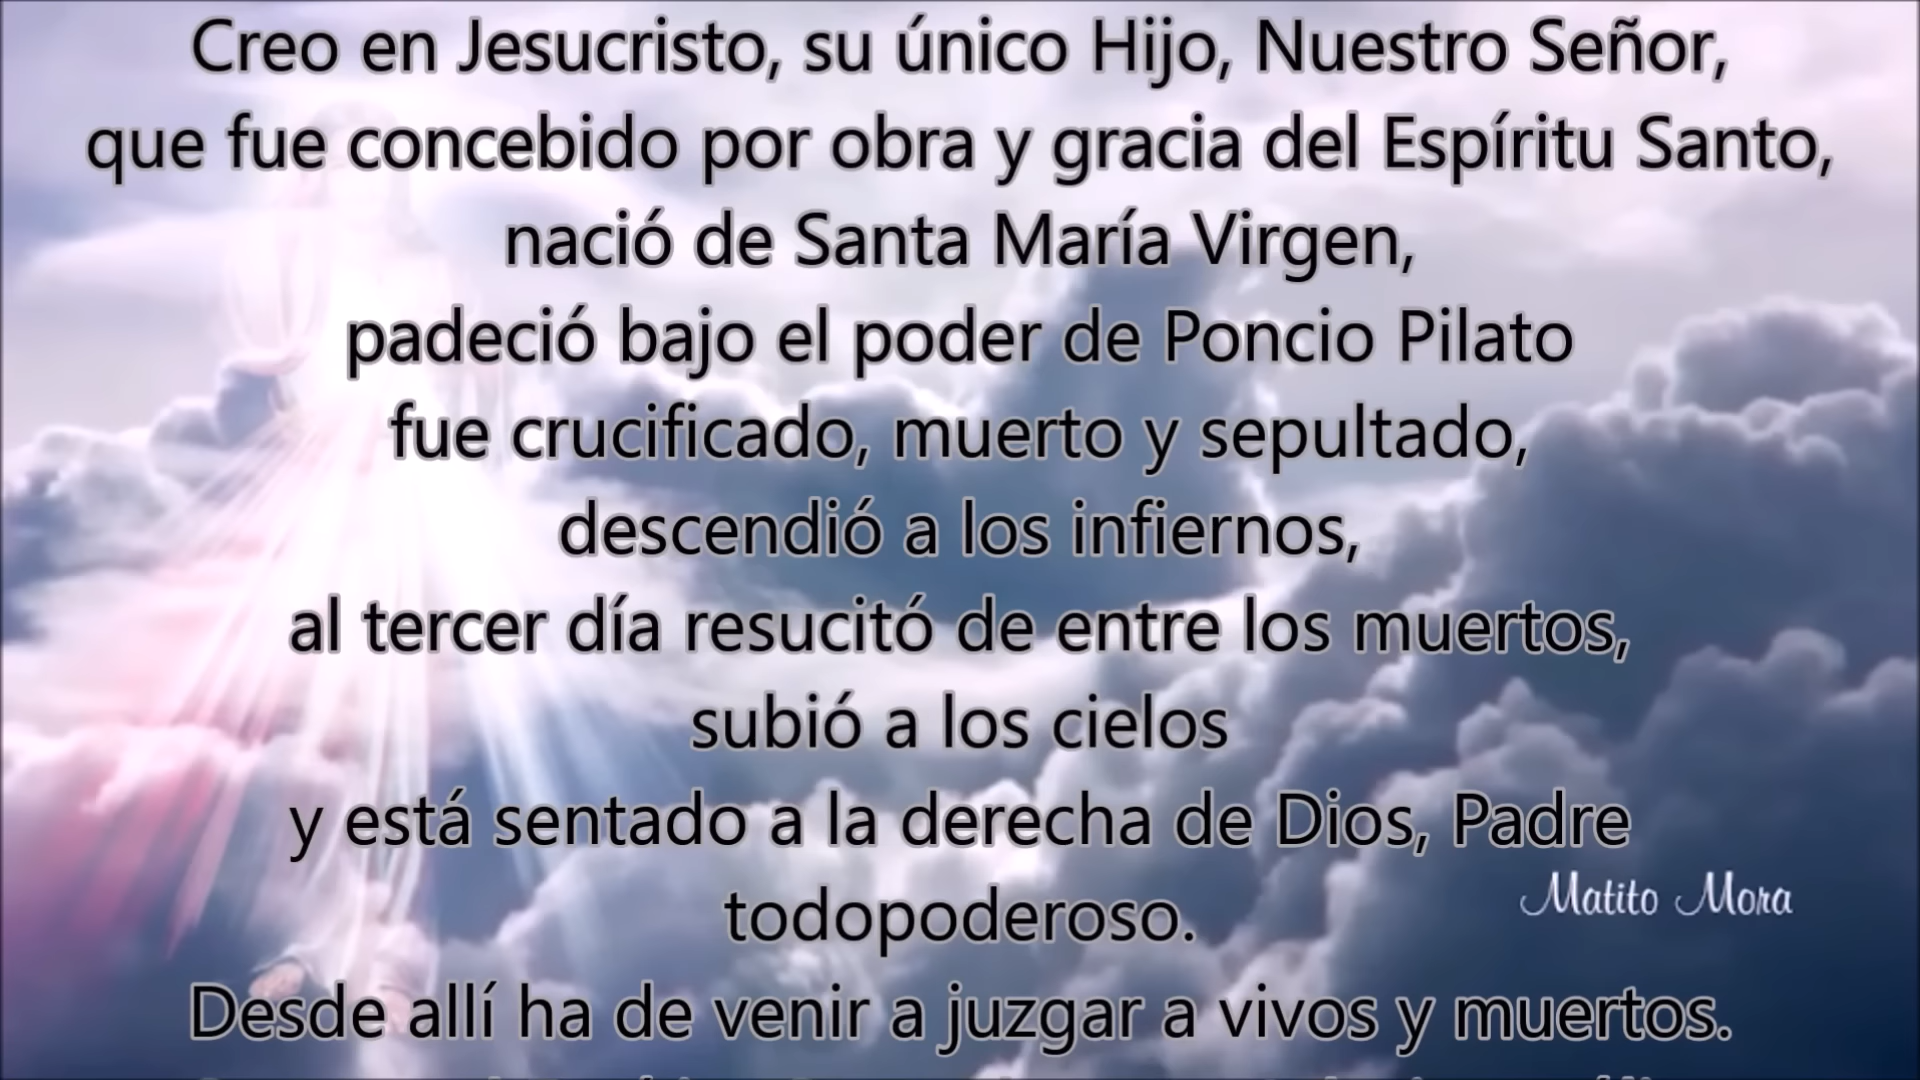 Creo en Jesucristo, su único Hijo, Nuestro Señor,
que fue concebido por obra y gracia del Espíritu Santo,
nació de Santa María Virgen,
padeció bajo el poder de Poncio Pilato
fue crucificado, muerto y sepultado,
descendió a los infiernos,
al tercer día resucitó de entre los muertos,
subió a los cielos
y está sentado a la derecha de Dios, Padre
todopoderoso.
Matito Mora
Desde allí ha de venir a juzgar a vivos y muertos.